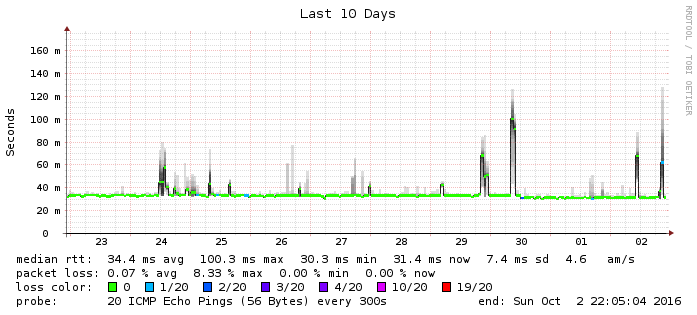 Last 10 Days
RRDTOOL / TOBI OETIKER
Seconds
160 m
140 m
120 m
100 m
80 m
60 m
40 m
20 m
0
23 24 25 26 27 28 29 30 01 02
median rtt: 34.4 ms avg 100.3 ms max 30.3 ms min 31.4 ms now 7.4 ms sd 4.6 am/s
packet loss: 0.07 % avg 8.33 % max 0.00 % min 0.00 % now
loss color: 0 1/20 2/20 3/20 4/20 10/20 19/20
probe: 20 ICMP Echo Pings (56 Bytes) every 300s end: Sun Oct 2 22:05:04 2016